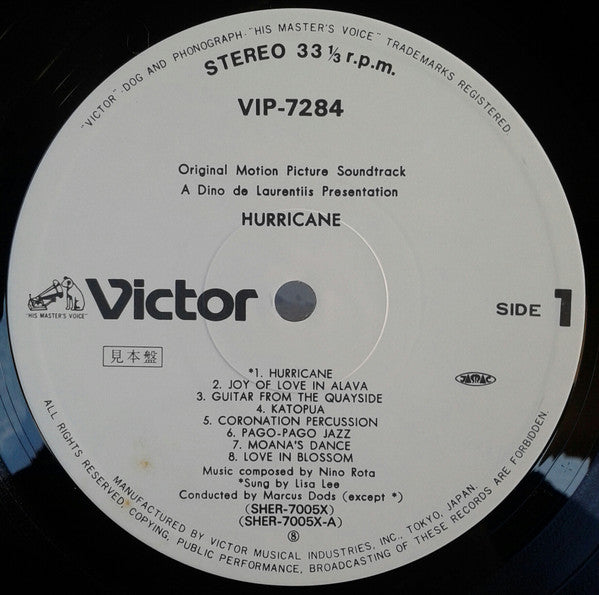 "VICTOR"-DOG AND PHONOGRAPH-"HIS MASTER'S VOICE" TRADEMARKS REGISTERED.
STEREO 33⅓ r.p.m.
VIP-7284
Original Motion Picture Soundtrack
A Dino de Laurentiis Presentation
HURRICANE
"HIS MASTER'S VOICE"
Victor
SIDE 1
見本盤
JASRAC
*1. HURRICANE
2. JOY OF LOVE IN ALAVA
3. GUITAR FROM THE QUAYSIDE
4. KATOPUA
5. CORONATION PERCUSSION
6. PAGO-PAGO JAZZ
7. MOANA'S DANCE
8. LOVE IN BLOSSOM
Music composed by Nino Rota
*Sung by Lisa Lee
Conducted by Marcus Dods (except *)
(SHER-7005X)
(SHER-7005X-A)
⑧
MANUFACTURED BY VICTOR MUSICAL INDUSTRIES, INC., TOKYO, JAPAN.
ALL RIGHTS RESERVED. COPYING, PUBLIC PERFORMANCE, BROADCASTING OF THESE RECORDS ARE FORBIDDEN.